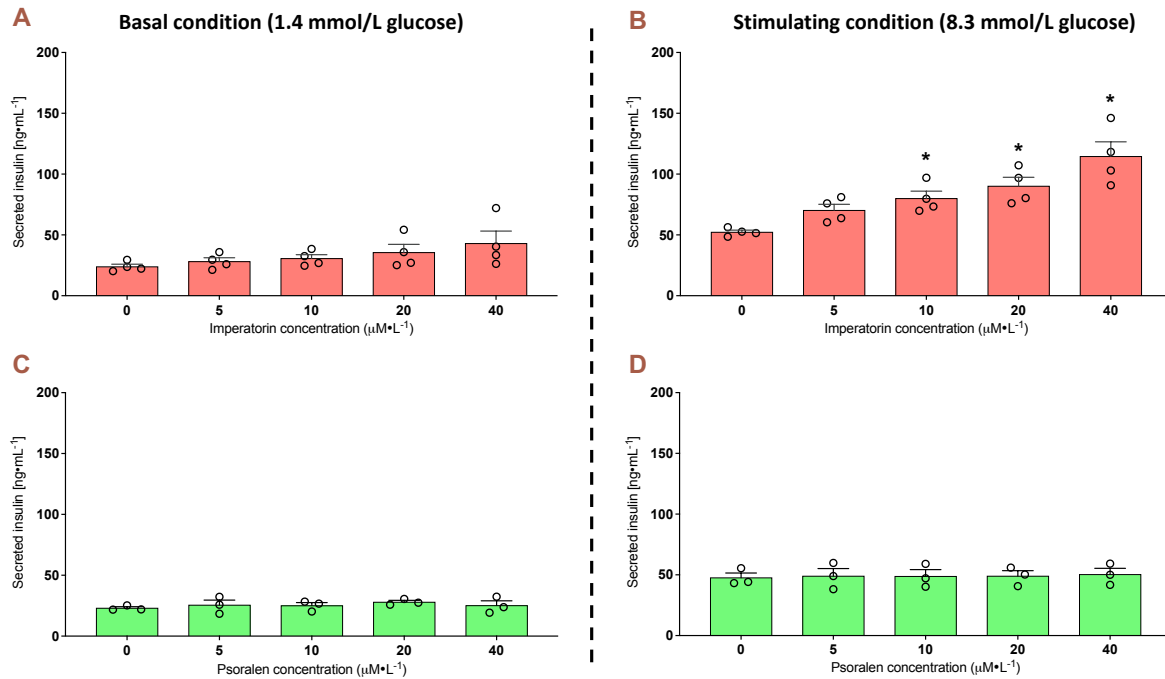 A
Basal condition (1.4 mmol/L glucose)
200
150
100
50
0
Secreted insulin [ng•mL⁻¹]
0 5 10 20 40
Imperatorin concentration (μM•L⁻¹)
B
Stimulating condition (8.3 mmol/L glucose)
200
150
100
50
0
Secreted insulin [ng•mL⁻¹]
* * *
0 5 10 20 40
Imperatorin concentration (μM•L⁻¹)
C
200
150
100
50
0
Secreted insulin [ng•mL⁻¹]
0 5 10 20 40
Psoralen concentration (μM•L⁻¹)
D
200
150
100
50
0
Secreted insulin [ng•mL⁻¹]
0 5 10 20 40
Psoralen concentration (μM•L⁻¹)